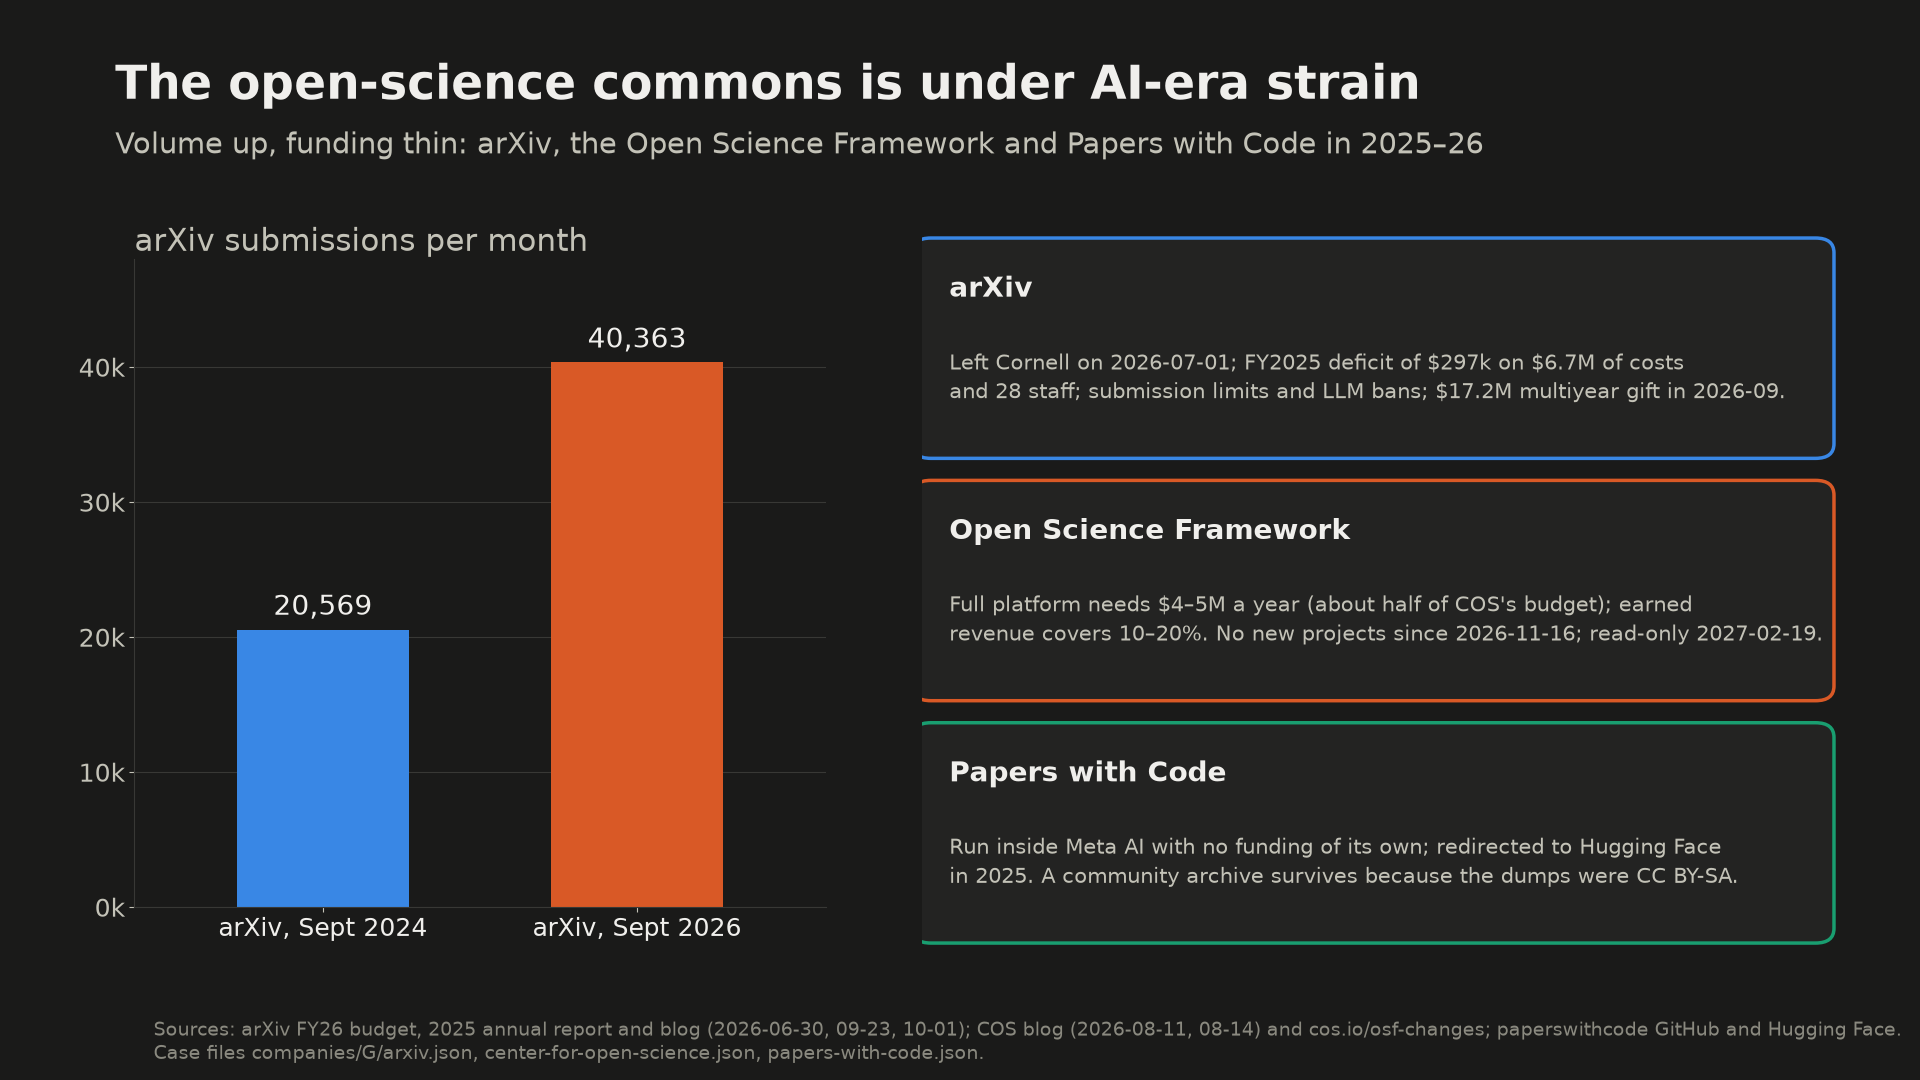 The open-science commons is under AI-era strain
Volume up, funding thin: arXiv, the Open Science Framework and Papers with Code in 2025–26
arXiv submissions per month
40k
30k
20k
10k
0k
20,569
40,363
arXiv, Sept 2024
arXiv, Sept 2026
arXiv
Left Cornell on 2026-07-01; FY2025 deficit of $297k on $6.7M of costs
and 28 staff; submission limits and LLM bans; $17.2M multiyear gift in 2026-09.
Open Science Framework
Full platform needs $4–5M a year (about half of COS's budget); earned
revenue covers 10–20%. No new projects since 2026-11-16; read-only 2027-02-19.
Papers with Code
Run inside Meta AI with no funding of its own; redirected to Hugging Face
in 2025. A community archive survives because the dumps were CC BY-SA.
Sources: arXiv FY26 budget, 2025 annual report and blog (2026-06-30, 09-23, 10-01); COS blog (2026-08-11, 08-14) and cos.io/osf-changes; paperswithcode GitHub and Hugging Face.
Case files companies/G/arxiv.json, center-for-open-science.json, papers-with-code.json.